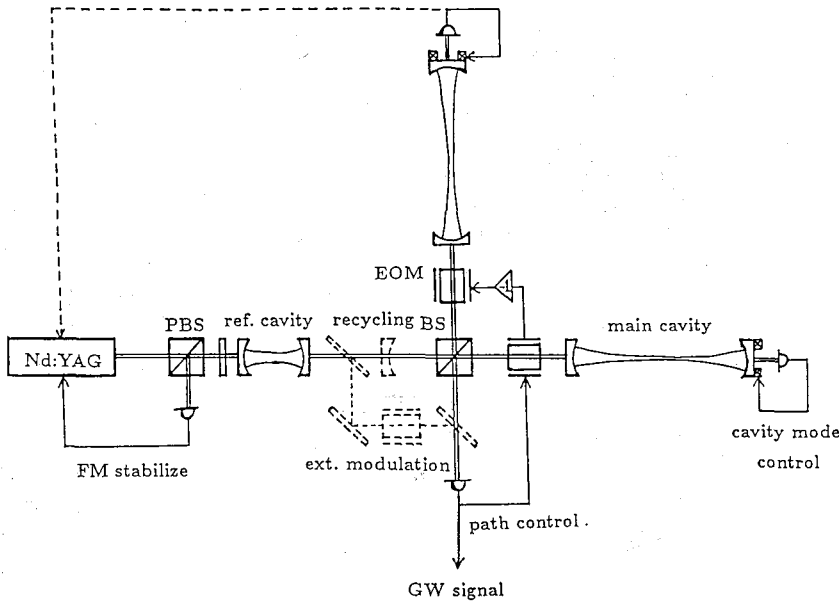 EOM
-1
PBS
ref. cavity
recycling
BS
main cavity
Nd:YAG
FM stabilize
ext. modulation
cavity mode
control
path control .
GW signal